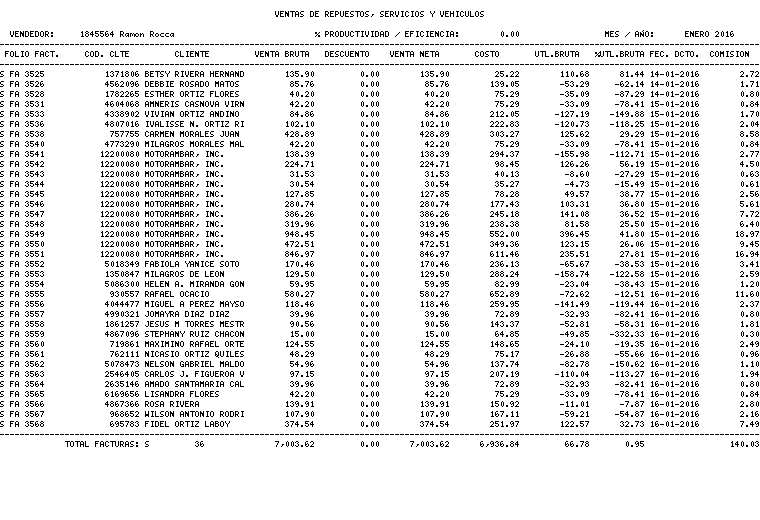 VENTAS DE REPUESTOS, SERVICIOS Y VEHICULOS
VENDEDOR: 1845564 Ramon Rocca % PRODUCTIVIDAD / EFICIENCIA: 0.00 MES / AÑO: ENERO 2016
FOLIO FACT. COD. CLTE CLIENTE VENTA BRUTA DESCUENTO VENTA NETA COSTO UTL.BRUTA %UTL.BRUTA FEC. DCTO. COMISION
S FA 3525 1371806 BETSY RIVERA HERNAND 135.90 0.00 135.90 25.22 110.68 81.44 14-01-2016 2.72
S FA 3526 4562096 DEBBIE ROSADO MATOS 85.76 0.00 85.76 139.05 -53.29 -62.14 14-01-2016 1.71
S FA 3528 1782265 ESTHER ORTIZ FLORES 40.20 0.00 40.20 75.29 -35.09 -87.29 14-01-2016 0.80
S FA 3531 4604068 AMNERIS CASNOVA VIRN 42.20 0.00 42.20 75.29 -33.09 -78.41 14-01-2016 0.84
S FA 3533 4338902 VIVIAN ORTIZ ANDINO 84.86 0.00 84.86 212.05 -127.19 -149.88 15-01-2016 1.70
S FA 3536 4807016 IVALISSE N. ORTIZ RI 102.10 0.00 102.10 222.83 -120.73 -118.25 15-01-2016 2.04
S FA 3538 757755 CARMEN MORALES JUAN 428.89 0.00 428.89 303.27 125.62 29.29 15-01-2016 8.58
S FA 3540 4773290 MILAGROS MORALES MAL 42.20 0.00 42.20 75.29 -33.09 -78.41 15-01-2016 0.84
S FA 3541 12200080 MOTORAMBAR, INC. 138.39 0.00 138.39 294.37 -155.98 -112.71 15-01-2016 2.77
S FA 3542 12200080 MOTORAMBAR, INC. 224.71 0.00 224.71 98.45 126.26 56.19 15-01-2016 4.50
S FA 3543 12200080 MOTORAMBAR, INC. 31.53 0.00 31.53 40.13 -8.60 -27.29 15-01-2016 0.63
S FA 3544 12200080 MOTORAMBAR, INC. 30.54 0.00 30.54 35.27 -4.73 -15.49 15-01-2016 0.61
S FA 3545 12200080 MOTORAMBAR, INC. 127.85 0.00 127.85 78.28 49.57 38.77 15-01-2016 2.56
S FA 3546 12200080 MOTORAMBAR, INC. 280.74 0.00 280.74 177.43 103.31 36.80 15-01-2016 5.61
S FA 3547 12200080 MOTORAMBAR, INC. 386.26 0.00 386.26 245.18 141.08 36.52 15-01-2016 7.72
S FA 3548 12200080 MOTORAMBAR, INC. 319.96 0.00 319.96 238.38 81.58 25.50 15-01-2016 6.40
S FA 3549 12200080 MOTORAMBAR, INC. 948.45 0.00 948.45 552.00 396.45 41.80 15-01-2016 18.97
S FA 3550 12200080 MOTORAMBAR, INC. 472.51 0.00 472.51 349.36 123.15 26.06 15-01-2016 9.45
S FA 3551 12200080 MOTORAMBAR, INC. 846.97 0.00 846.97 611.46 235.51 27.81 15-01-2016 16.94
S FA 3552 5018349 FABIOLA YANICE SOTO 170.46 0.00 170.46 236.13 -65.67 -38.53 15-01-2016 3.41
S FA 3553 1350847 MILAGROS DE LEON 129.50 0.00 129.50 288.24 -158.74 -122.58 15-01-2016 2.59
S FA 3554 5086300 HELEN A. MIRANDA GON 59.95 0.00 59.95 82.99 -23.04 -38.43 15-01-2016 1.20
S FA 3555 930557 RAFAEL OCACIO 580.27 0.00 580.27 652.89 -72.62 -12.51 16-01-2016 11.60
S FA 3556 4044477 MIGUEL A PEREZ MAYSO 118.46 0.00 118.46 259.95 -141.49 -119.44 16-01-2016 2.37
S FA 3557 4990321 JOMAYRA DIAZ DIAZ 39.96 0.00 39.96 72.89 -32.93 -82.41 16-01-2016 0.80
S FA 3558 1861257 JESUS M TORRES MESTR 90.56 0.00 90.56 143.37 -52.81 -58.31 16-01-2016 1.81
S FA 3559 4867096 STEPHANY RUIZ CHACON 15.00 0.00 15.00 64.85 -49.85 -332.33 16-01-2016 0.30
S FA 3560 719861 MAXIMINO RAFAEL ORTE 124.55 0.00 124.55 148.65 -24.10 -19.35 16-01-2016 2.49
S FA 3561 762111 NICASIO ORTIZ QUILES 48.29 0.00 48.29 75.17 -26.88 -55.66 16-01-2016 0.96
S FA 3562 5078473 NELSON GABRIEL MALDO 54.96 0.00 54.96 137.74 -82.78 -150.62 16-01-2016 1.10
S FA 3563 2546405 CARLOS J. FIGUEROA V 97.15 0.00 97.15 207.19 -110.04 -113.27 16-01-2016 1.94
S FA 3564 2635146 AMADO SANTAMARIA CAL 39.96 0.00 39.96 72.89 -32.93 -82.41 16-01-2016 0.80
S FA 3565 6169656 LISANDRA FLORES 42.20 0.00 42.20 75.29 -33.09 -78.41 16-01-2016 0.84
S FA 3566 4867366 ROSA RIVERA 139.91 0.00 139.91 150.92 -11.01 -7.87 16-01-2016 2.80
S FA 3567 968652 WILSON ANTONIO RODRI 107.90 0.00 107.90 167.11 -59.21 -54.87 16-01-2016 2.16
S FA 3568 695783 FIDEL ORTIZ LABOY 374.54 0.00 374.54 251.97 122.57 32.73 16-01-2016 7.49
TOTAL FACTURAS: S 36 7,003.62 0.00 7,003.62 6,936.84 66.78 0.95 140.03